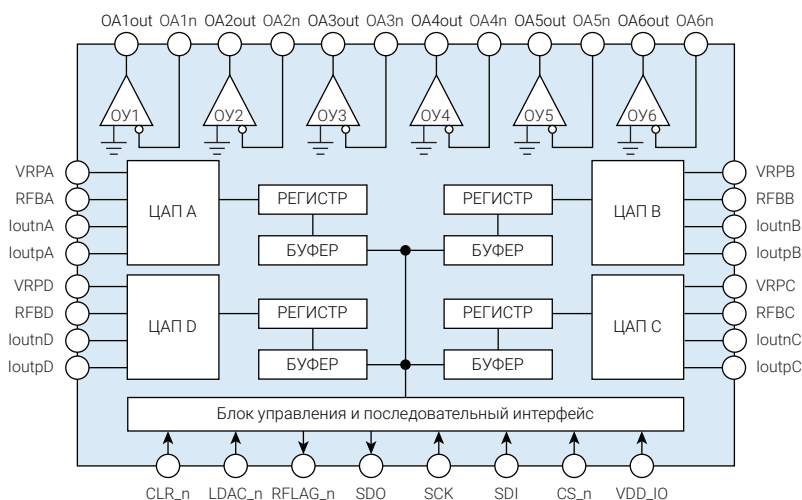 OA1out OA1n OA2out OA2n OA3out OA3n OA4out OA4n OA5out OA5n OA6out OA6n
ОУ1 ОУ2 ОУ3 ОУ4 ОУ5 ОУ6
VRPA
RFBA
IoutnA
IoutpA
ЦАП A
РЕГИСТР
БУФЕР
РЕГИСТР
БУФЕР
ЦАП B
VRPB
RFBB
IoutnB
IoutpB
VRPD
RFBD
IoutnD
IoutpD
ЦАП D
РЕГИСТР
БУФЕР
РЕГИСТР
БУФЕР
ЦАП C
VRPC
RFBC
IoutnC
IoutpC
Блок управления и последовательный интерфейс
CLR_n LDAC_n RFLAG_n SDO SCK SDI CS_n VDD_IO